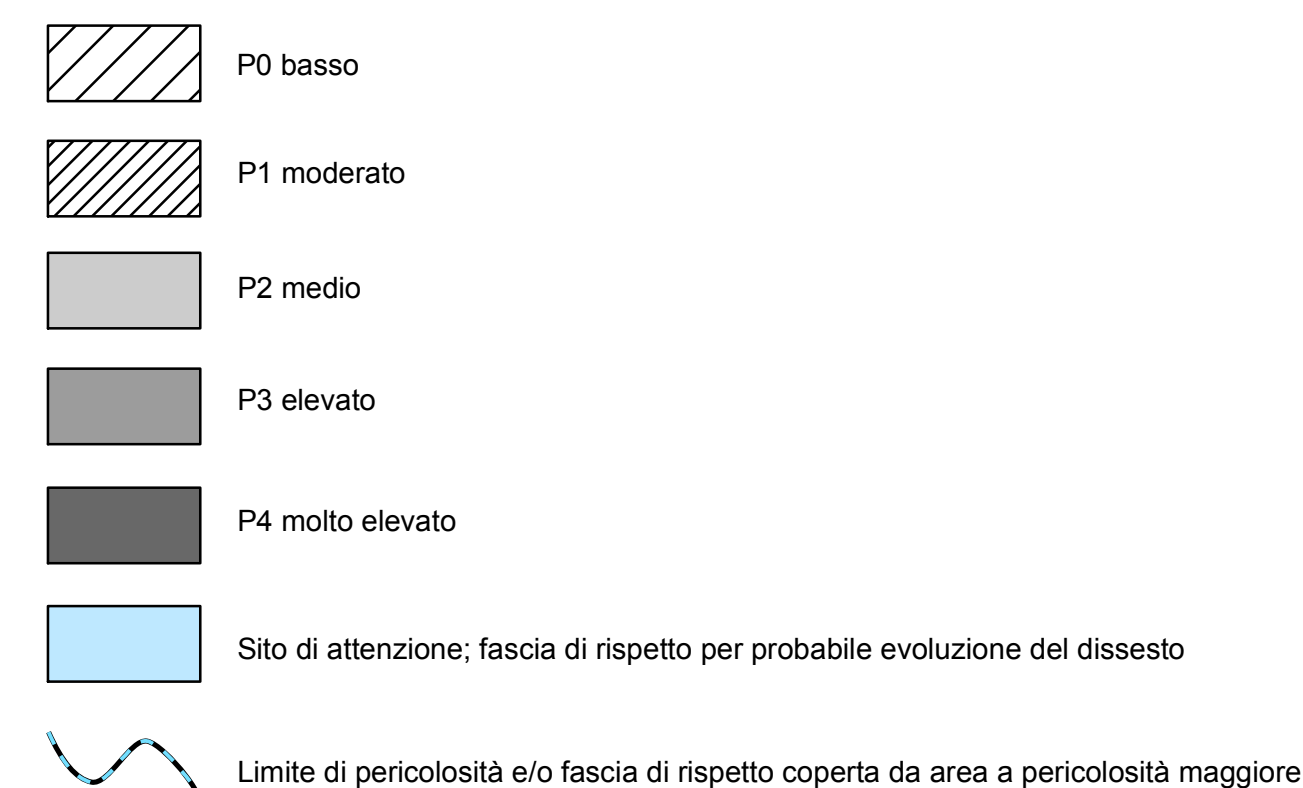 P0 basso
P1 moderato
P2 medio
P3 elevato
P4 molto elevato
Sito di attenzione; fascia di rispetto per probabile evoluzione del dissesto
Limite di pericolosità e/o fascia di rispetto coperta da area a pericolosità maggiore